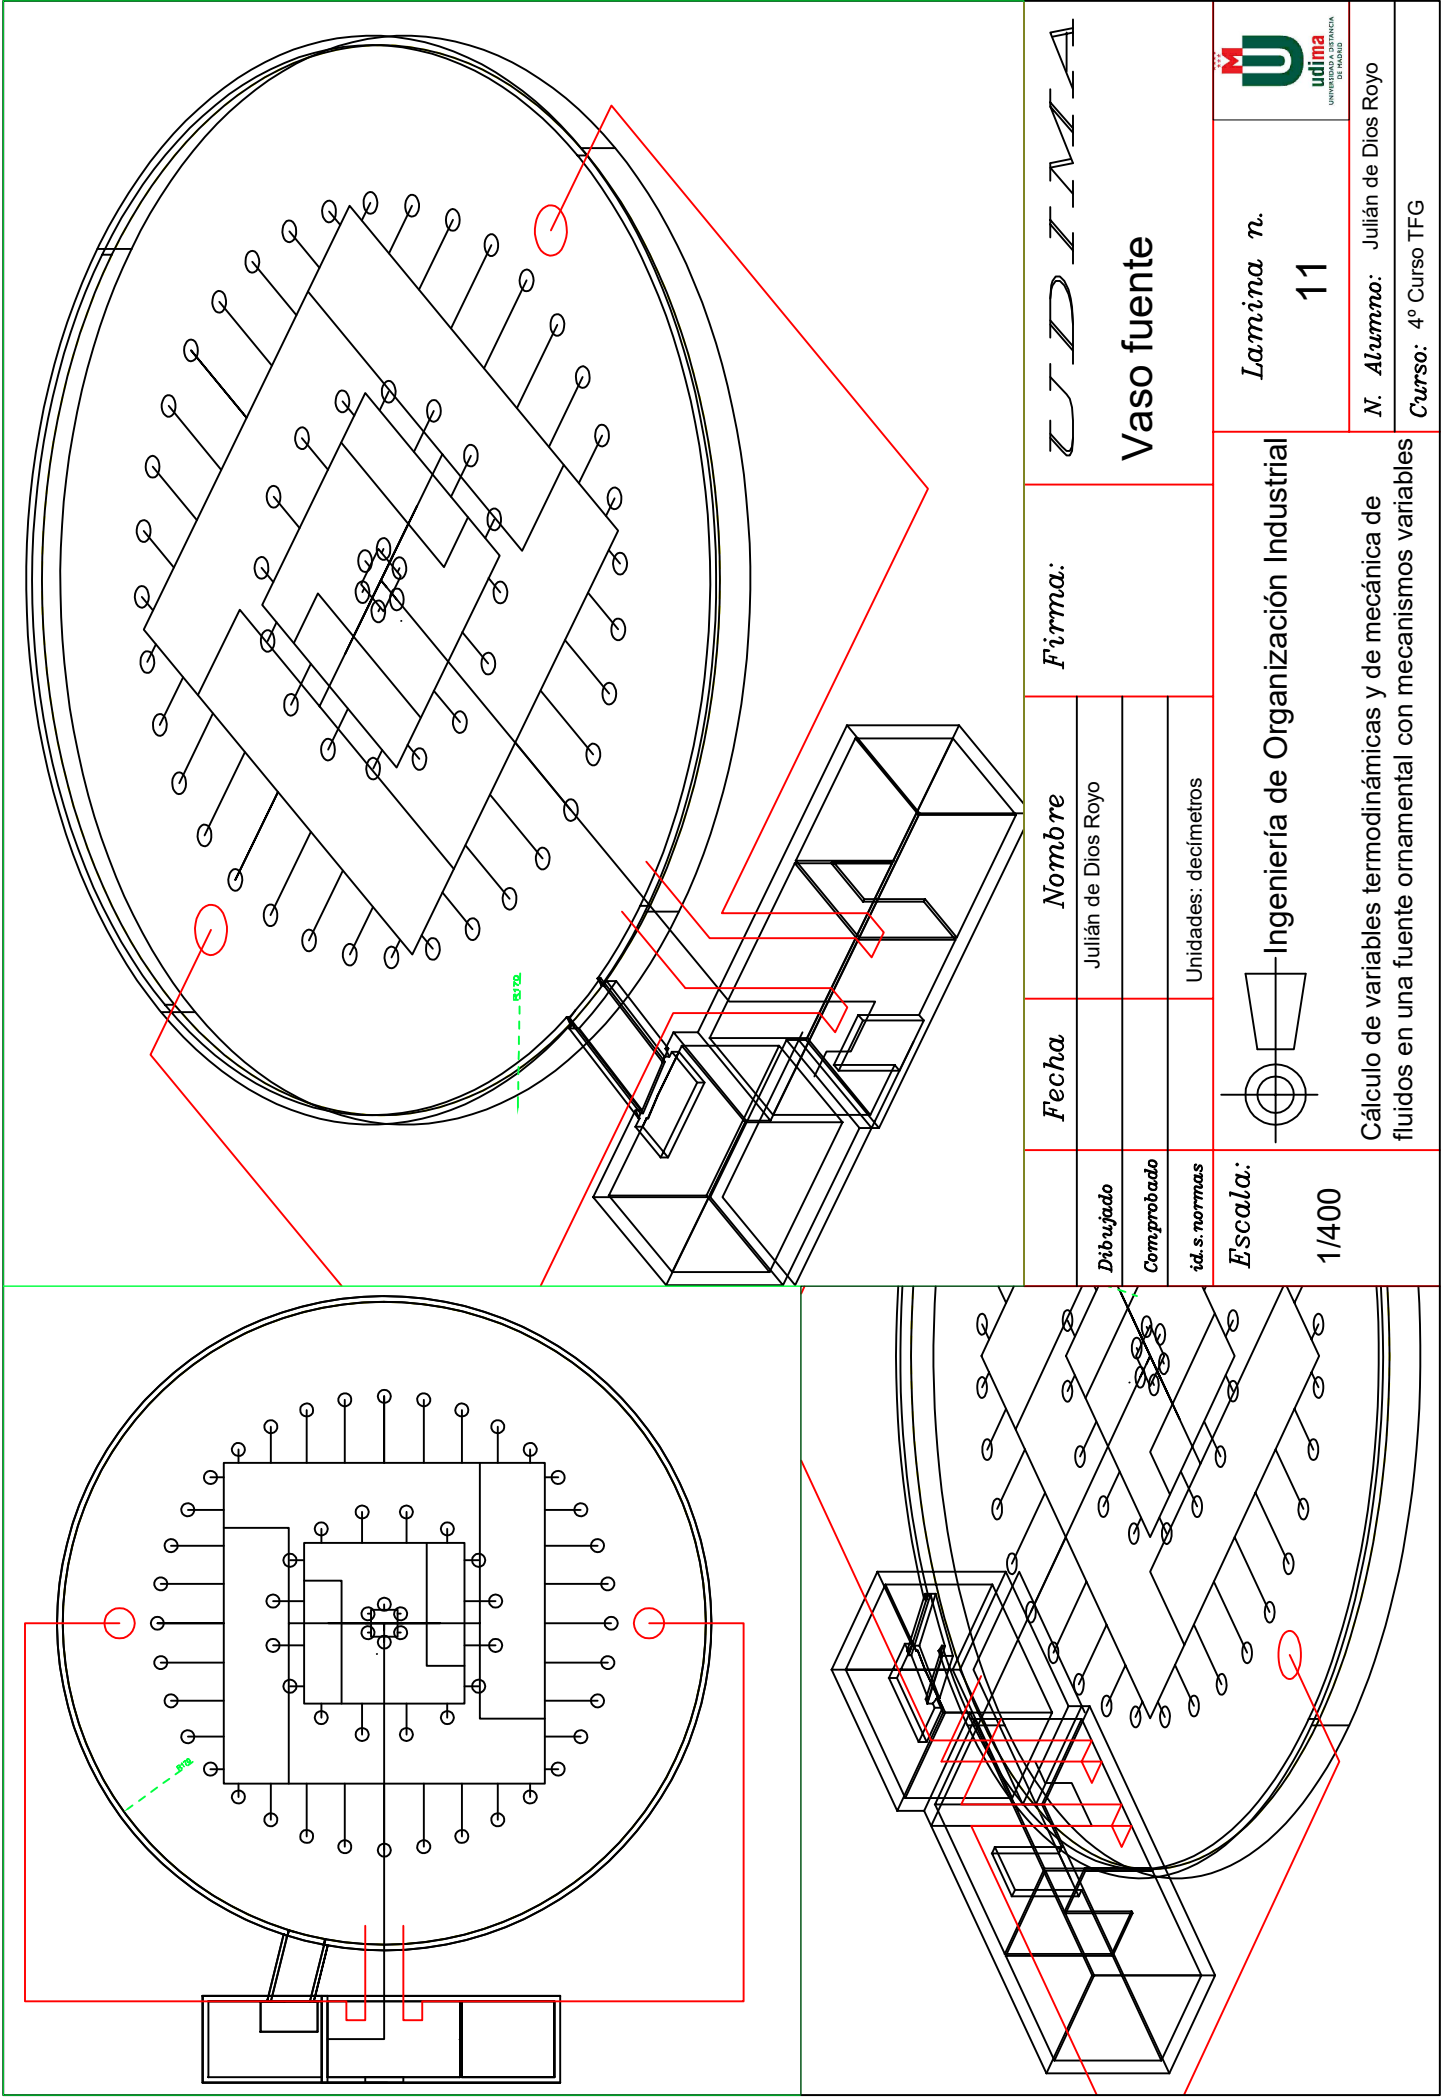 UDIMA
Vaso fuente
Firma:
Fecha
Nombre
Dibujado
Julián de Dios Royo
Comprobado
id.s.normas
Unidades: decímetros
Escala:
1/400
Ingeniería de Organización Industrial
Cálculo de variables termodinámicas y de mecánica de
fluidos en una fuente ornamental con mecanismos variables
Lamina n.
11
udima
UNIVERSIDAD A DISTANCIA
DE MADRID
N. Alumno: Julián de Dios Royo
Curso: 4º Curso TFG